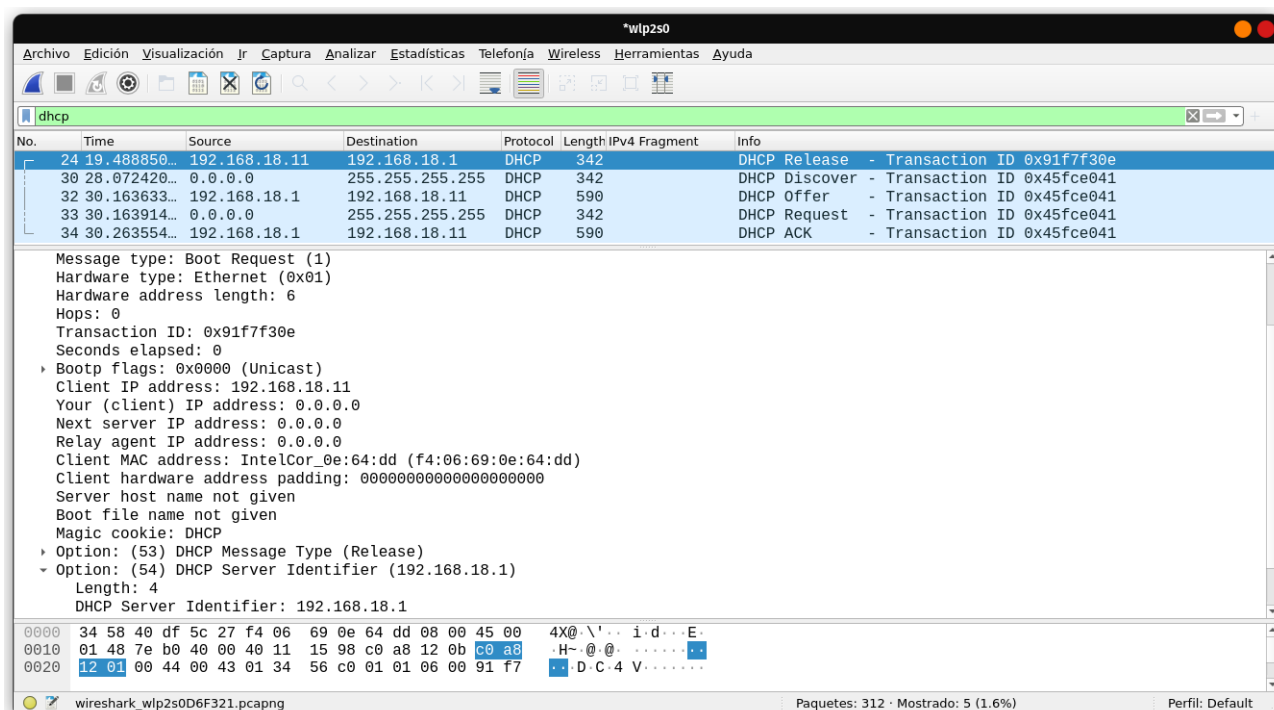 *wlp2s0
Archivo Edición Visualización Ir Captura Analizar Estadísticas Telefonía Wireless Herramientas Ayuda
dhcp
No. Time Source Destination Protocol Length IPv4 Fragment Info
24 19.488850… 192.168.18.11 192.168.18.1 DHCP 342 DHCP Release - Transaction ID 0x91f7f30e
30 28.072420… 0.0.0.0 255.255.255.255 DHCP 342 DHCP Discover - Transaction ID 0x45fce041
32 30.163633… 192.168.18.1 192.168.18.11 DHCP 590 DHCP Offer - Transaction ID 0x45fce041
33 30.163914… 0.0.0.0 255.255.255.255 DHCP 342 DHCP Request - Transaction ID 0x45fce041
34 30.263554… 192.168.18.1 192.168.18.11 DHCP 590 DHCP ACK - Transaction ID 0x45fce041
Message type: Boot Request (1)
Hardware type: Ethernet (0x01)
Hardware address length: 6
Hops: 0
Transaction ID: 0x91f7f30e
Seconds elapsed: 0
Bootp flags: 0x0000 (Unicast)
Client IP address: 192.168.18.11
Your (client) IP address: 0.0.0.0
Next server IP address: 0.0.0.0
Relay agent IP address: 0.0.0.0
Client MAC address: IntelCor_0e:64:dd (f4:06:69:0e:64:dd)
Client hardware address padding: 00000000000000000000
Server host name not given
Boot file name not given
Magic cookie: DHCP
Option: (53) DHCP Message Type (Release)
Option: (54) DHCP Server Identifier (192.168.18.1)
Length: 4
DHCP Server Identifier: 192.168.18.1
0000 34 58 40 df 5c 27 f4 06 69 0e 64 dd 08 00 45 00 4X@·\'·· i·d···E·
0010 01 48 7e b0 40 00 40 11 15 98 c0 a8 12 0b c0 a8 ·H~·@·@· ········
0020 12 01 00 44 00 43 01 34 56 c0 01 01 06 00 91 f7 ···D·C·4 V·······
wireshark_wlp2s0D6F321.pcapng Paquetes: 312 · Mostrado: 5 (1.6%) Perfil: Default